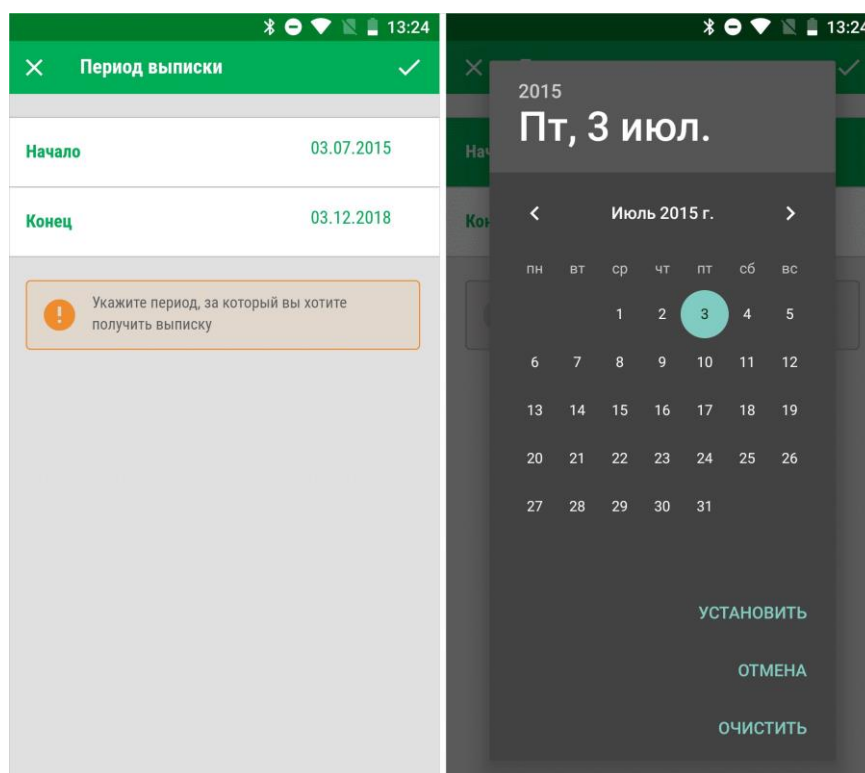 13:24
Период выписки
Начало 03.07.2015
Конец 03.12.2018
Укажите период, за который вы хотите
получить выписку
13:24
2015
Пт, 3 июл.
Июль 2015 г.
пн вт ср чт пт сб вс
1 2 3 4 5
6 7 8 9 10 11 12
13 14 15 16 17 18 19
20 21 22 23 24 25 26
27 28 29 30 31
УСТАНОВИТЬ
ОТМЕНА
ОЧИСТИТЬ